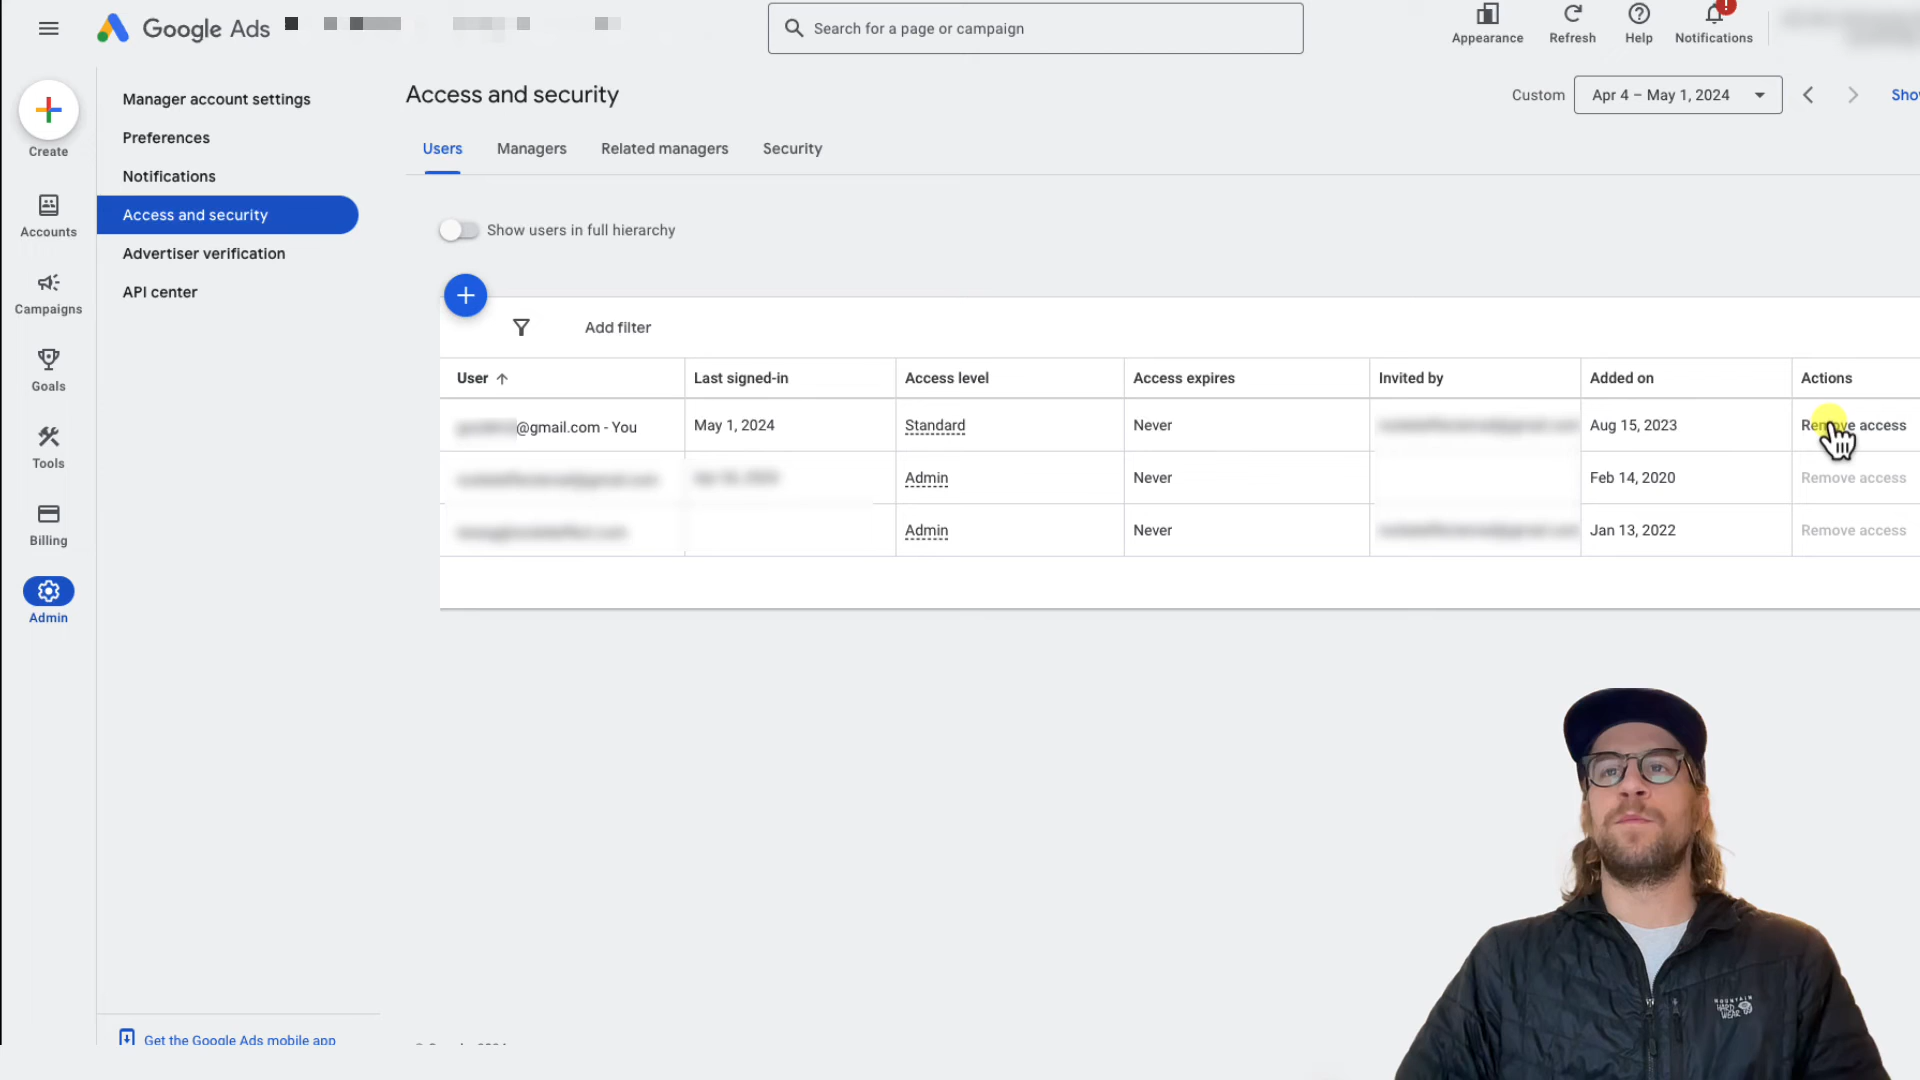 Google Ads
Search for a page or campaign
Appearance
Refresh
Help
!
Notifications
Create
Accounts
Campaigns
Goals
Tools
Billing
Admin
Manager account settings
Preferences
Notifications
Access and security
Advertiser verification
API center
Get the Google Ads mobile app
Access and security
Custom
Apr 4 – May 1, 2024
Users
Managers
Related managers
Security
Show users in full hierarchy
Add filter
User
Last signed-in
Access level
Access expires
Invited by
Added on
Actions
@gmail.com - You
May 1, 2024
Standard
Never
Aug 15, 2023
Remove access
Admin
Never
Feb 14, 2020
Remove access
Admin
Never
Jan 13, 2022
Remove access
MOUNTAIN
HARD
WEAR